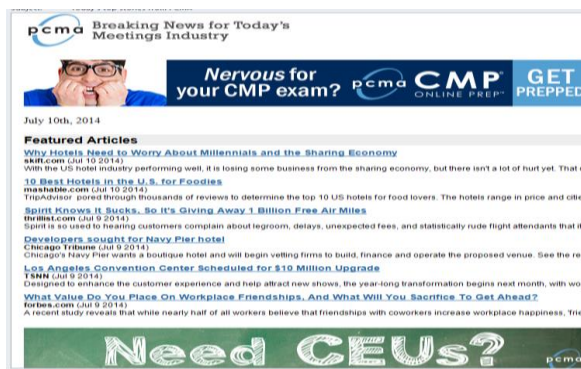 pcma Breaking News for Today's
Meetings Industry
Nervous for
your CMP exam?
pcma CMP®
ONLINE PREP™
GET
PREPPED
July 10th, 2014
Featured Articles
Why Hotels Need to Worry About Millennials and the Sharing Economy
skift.com (Jul 10 2014)
With the US hotel industry performing well, it is losing some business from the sharing economy, but there isn't a lot of hurt yet. That
10 Best Hotels in the U.S. for Foodies
mashable.com (Jul 10 2014)
TripAdvisor pored through thousands of reviews to determine the top 10 US hotels for food lovers. The hotels range in price and
Spirit Knows It Sucks, So It's Giving Away 1 Billion Free Air Miles
thrillist.com (Jul 9 2014)
Spirit is so used to hearing customers complain about legroom, delays, unexpected fees, and statistically rude flight attendants that
Developers sought for Navy Pier hotel
Chicago Tribune (Jul 9 2014)
Chicago's Navy Pier wants a boutique hotel and will begin vetting firms to build, finance and operate the proposed venue. See the
Los Angeles Convention Center Scheduled for $10 Million Upgrade
TSNN (Jul 9 2014)
Designed to enhance the customer experience and help attract new shows, the year-long transformation begins next month, with
What Value Do You Place On Workplace Friendships, And What Will You Sacrifice To Get Ahead?
forbes.com (Jul 9 2014)
A recent study reveals that while nearly half of all workers believe that friendships with coworkers increase workplace happiness,
Need CEUs?
pcma